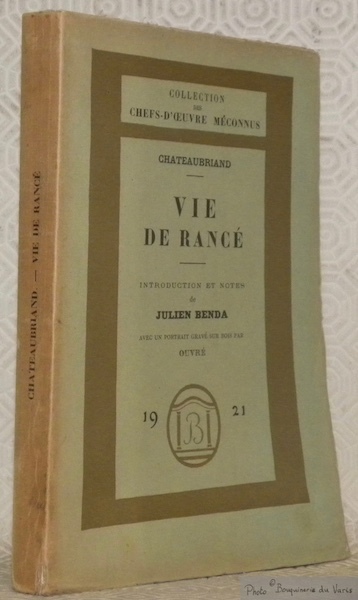 CHATEAUBRIAND. — VIE DE RANCÉ
COLLECTION
DES
CHEFS-D'ŒUVRE MÉCONNUS
CHATEAUBRIAND
VIE
DE RANCÉ
INTRODUCTION ET NOTES
de
JULIEN BENDA
AVEC UN PORTRAIT GRAVÉ SUR BOIS PAR
OUVRÉ
19 B 21
Photo © Bouquinerie du Varis